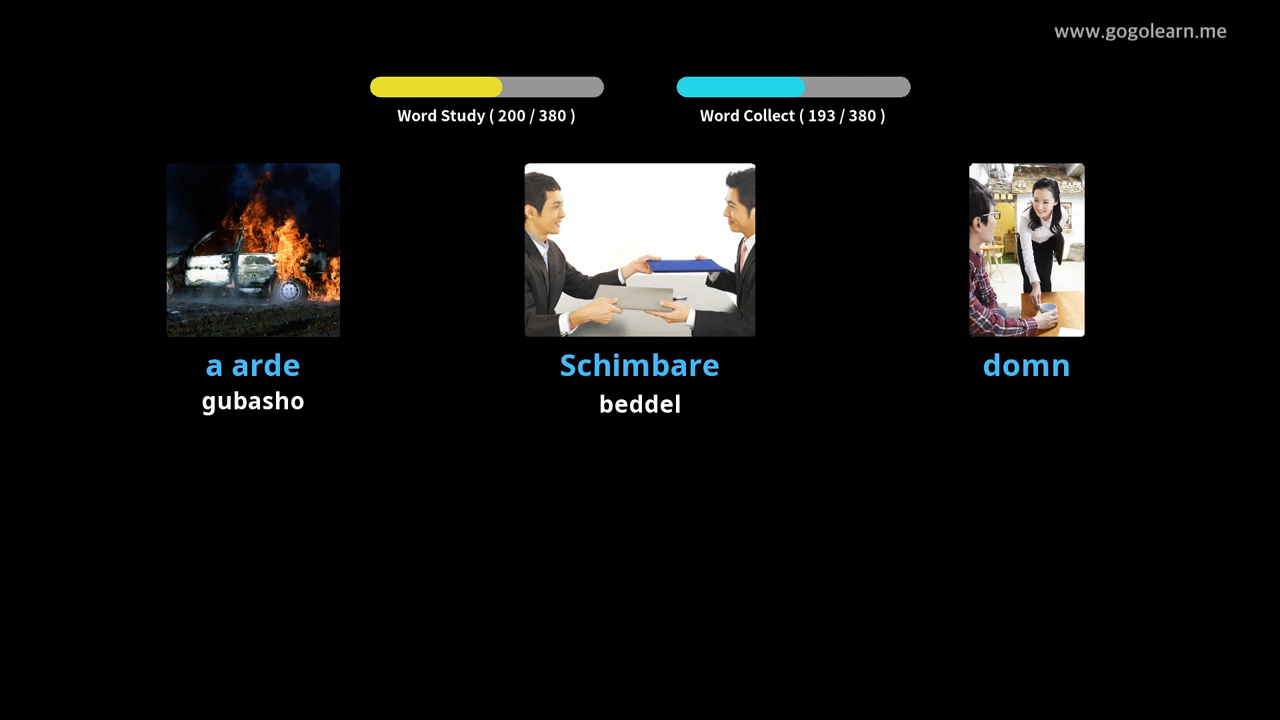 www.gogolearn.me
Word Study ( 200 / 380 )
Word Collect ( 193 / 380 )
a arde
gubasho
Schimbare
beddel
domn